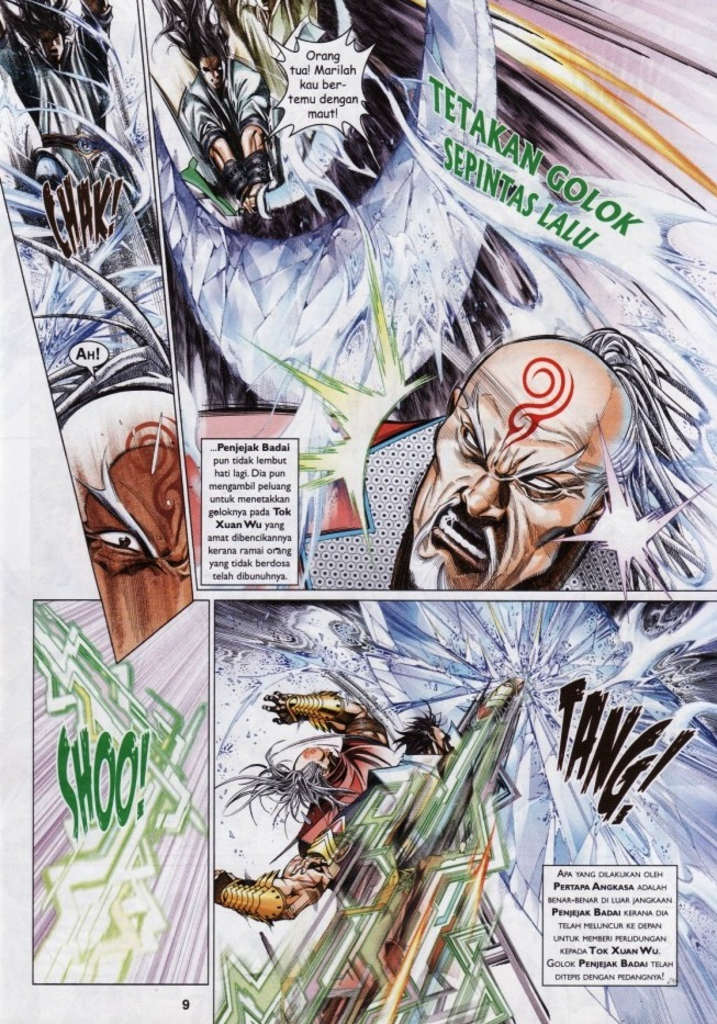 Orang
tua! Marilah
kau ber-
temu dengan
maut!
TETAKAN GOLOK
SEPINTAS LALU
CHAK!
AH!
...Penjejak Badai
pun tidak lembut
hati lagi. Dia pun
mengambil peluang
untuk menetakkan
goloknya pada Tok
Xuan Wu yang
amat dibencikannya
kerana ramai orang
yang tidak berdosa
telah dibunuhnya.
SHOO!
TANG!
APA YANG DILAKUKAN OLEH
PERTAPA ANGKASA ADALAH
BENAR-BENAR DI LUAR JANGKAAN
PENJEJAK BADAI KERANA DIA
TELAH MELUNCUR KE DEPAN
UNTUK MEMBERI PERLIDUNGAN
KEPADA TOK XUAN WU.
GOLOK PENJEJAK BADAI TELAH
DITEPIS DENGAN PEDANGNYA!
9